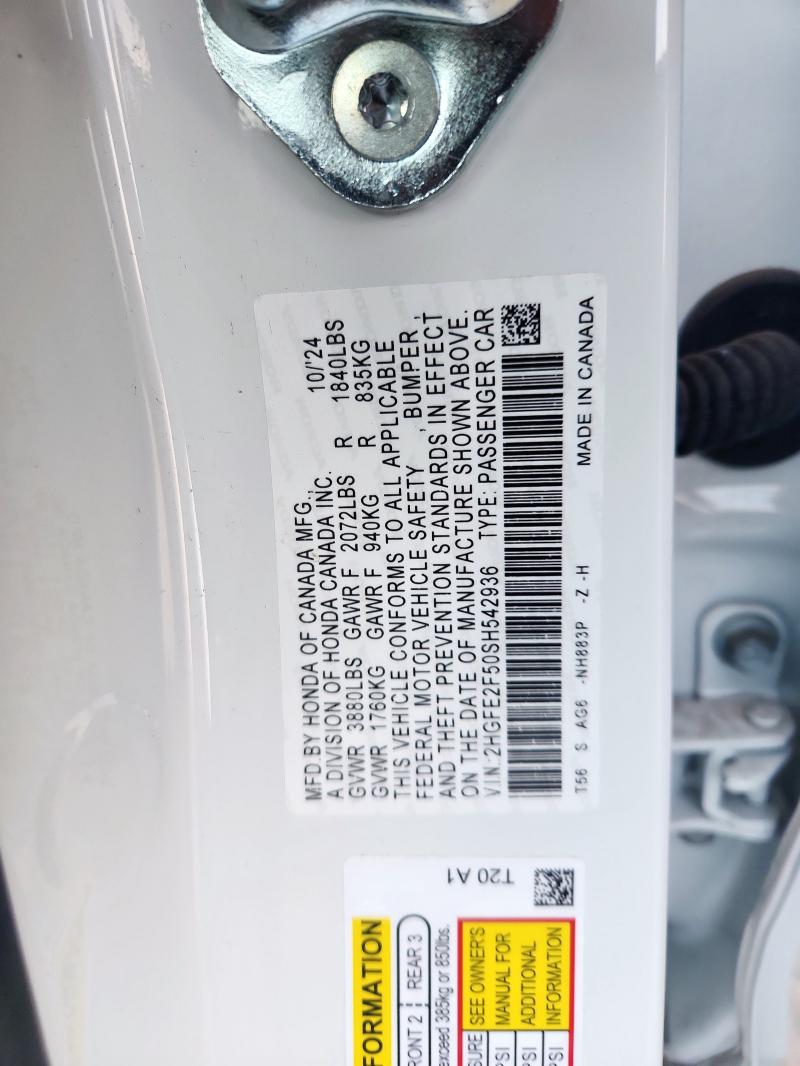 MFD.BY HONDA OF CANADA MFG., 10/'24
A DIVISION OF HONDA CANADA INC.
GVWR 3880LBS GAWR F 2072LBS R 1840LBS
GVWR 1760KG GAWR F 940KG R 835KG
THIS VEHICLE CONFORMS TO ALL APPLICABLE
FEDERAL MOTOR VEHICLE SAFETY , BUMPER ,
AND THEFT PREVENTION STANDARDS IN EFFECT
ON THE DATE OF MANUFACTURE SHOWN ABOVE.
V I N:2HGFE2F50SH542936 TYPE: PASSENGER CAR
MADE IN CANADA
T56 S AG6 -NH883P -Z -H
T20 A1
FORMATION
RONT 2 REAR 3
exceed 385kg or 850lbs.
SURE SEE OWNER'S
PSI MANUAL FOR
PSI ADDITIONAL
PSI INFORMATION